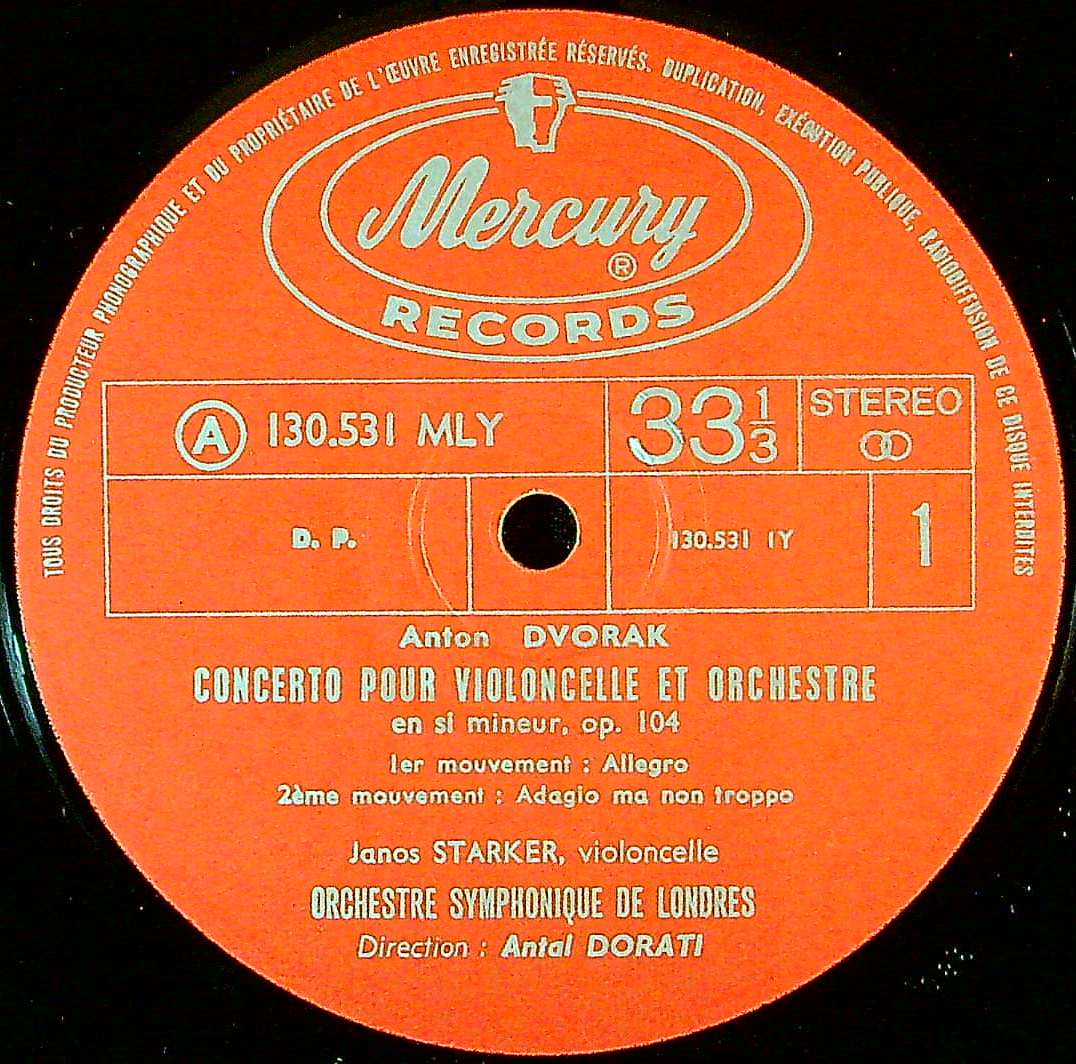 TOUS DROITS DU PRODUCTEUR PHONOGRAPHIQUE ET DU PROPRIÉTAIRE DE L'ŒUVRE ENREGISTRÉE RÉSERVÉS. DUPLICATION, EXÉCUTION PUBLIQUE, RADIODIFFUSION DE CE DISQUE INTERDITES
Mercury
®
RECORDS
A 130.531 MLY 33 1/3 STEREO
D. P. 130.531 1Y 1
Anton DVORAK
CONCERTO POUR VIOLONCELLE ET ORCHESTRE
en si mineur, op. 104
1er mouvement : Allegro
2ème mouvement : Adagio ma non troppo
Janos STARKER, violoncelle
ORCHESTRE SYMPHONIQUE DE LONDRES
Direction : Antal DORATI